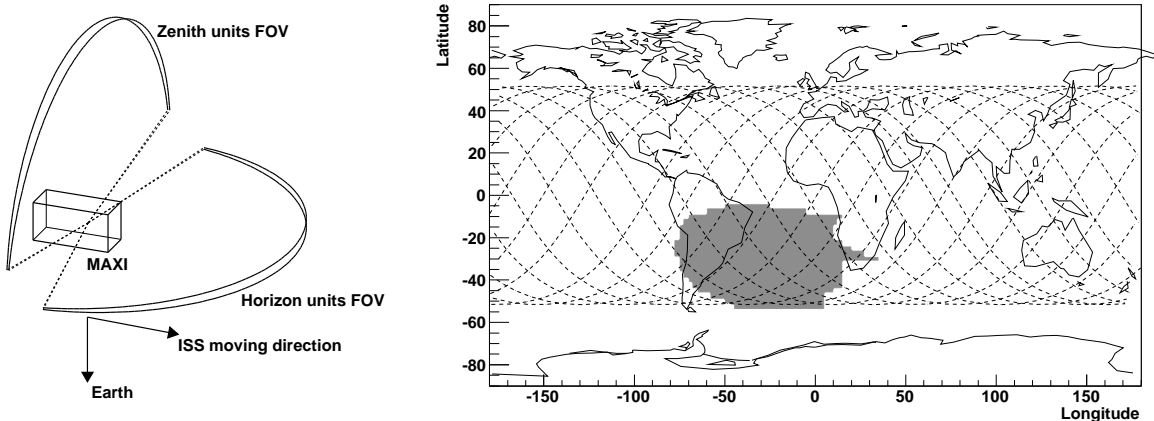 Zenith units FOV
MAXI
Horizon units FOV
ISS moving direction
Earth
Latitude
80
60
40
20
0
-20
-40
-60
-80
-150 -100 -50 0 50 100 150
Longitude